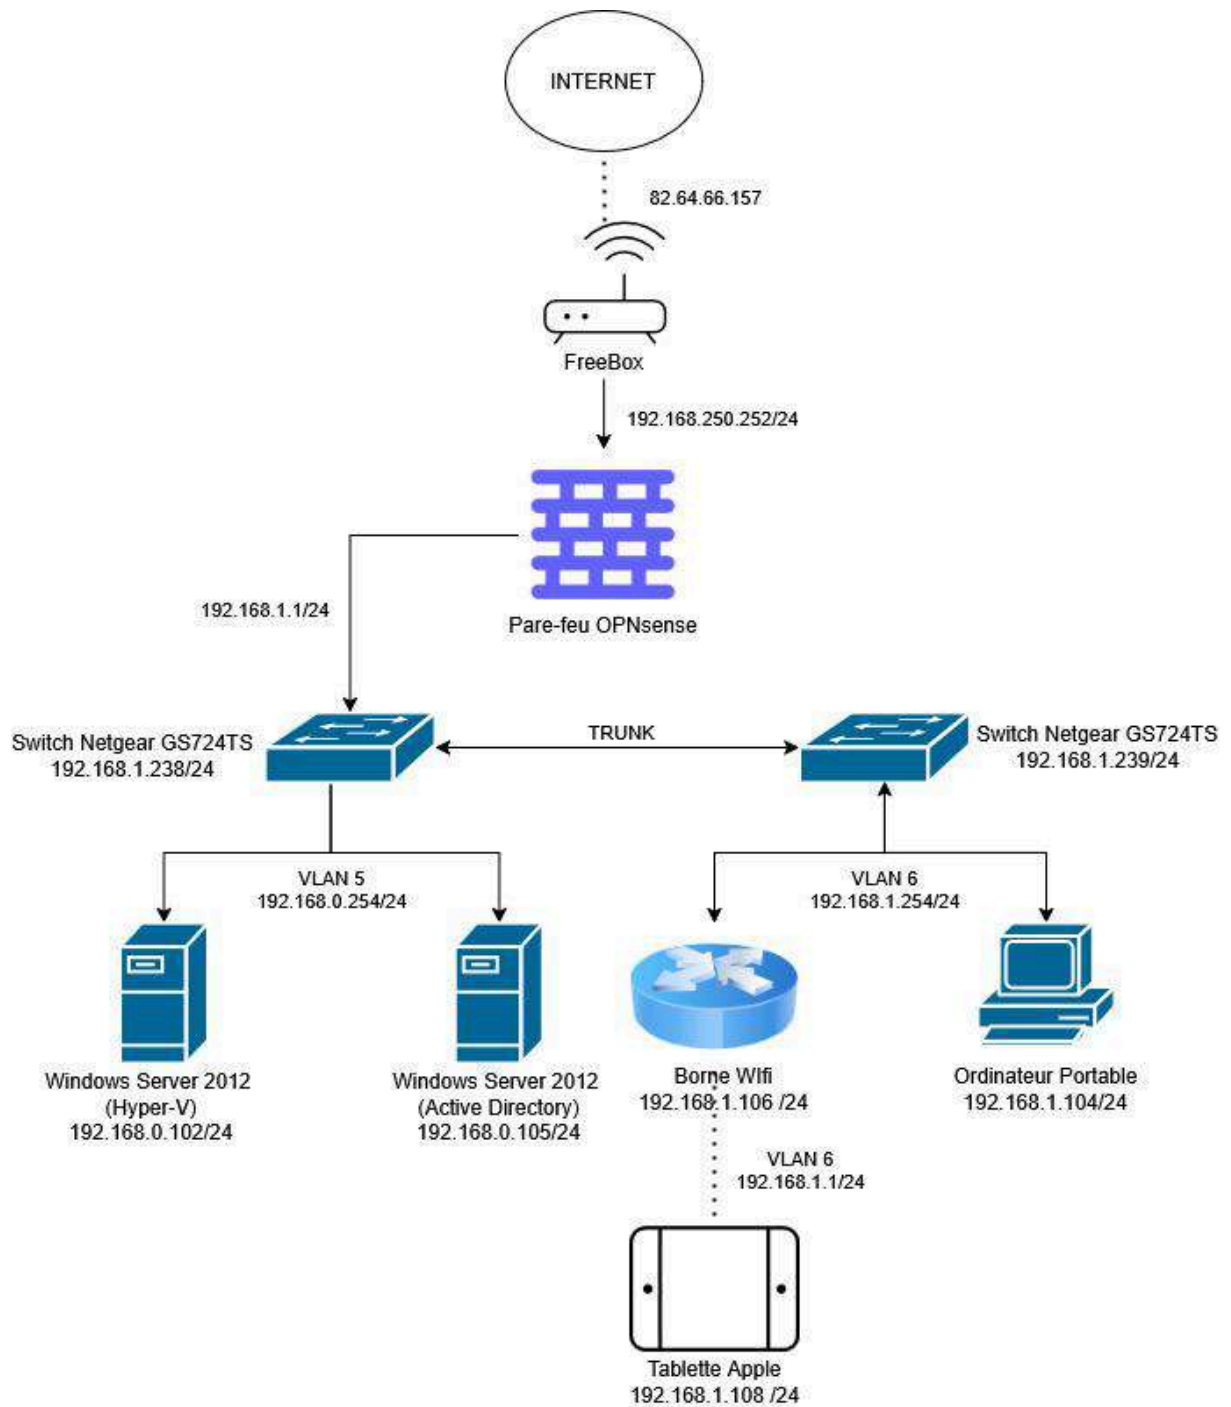 INTERNET
82.64.66.157
FreeBox
192.168.250.252/24
192.168.1.1/24
Pare-feu OPNsense
Switch Netgear GS724TS
192.168.1.238/24
TRUNK
Switch Netgear GS724TS
192.168.1.239/24
VLAN 5
192.168.0.254/24
VLAN 6
192.168.1.254/24
Windows Server 2012
(Hyper-V)
192.168.0.102/24
Windows Server 2012
(Active Directory)
192.168.0.105/24
Borne WIfi
192.168.1.106 /24
Ordinateur Portable
192.168.1.104/24
VLAN 6
192.168.1.1/24
Tablette Apple
192.168.1.108 /24